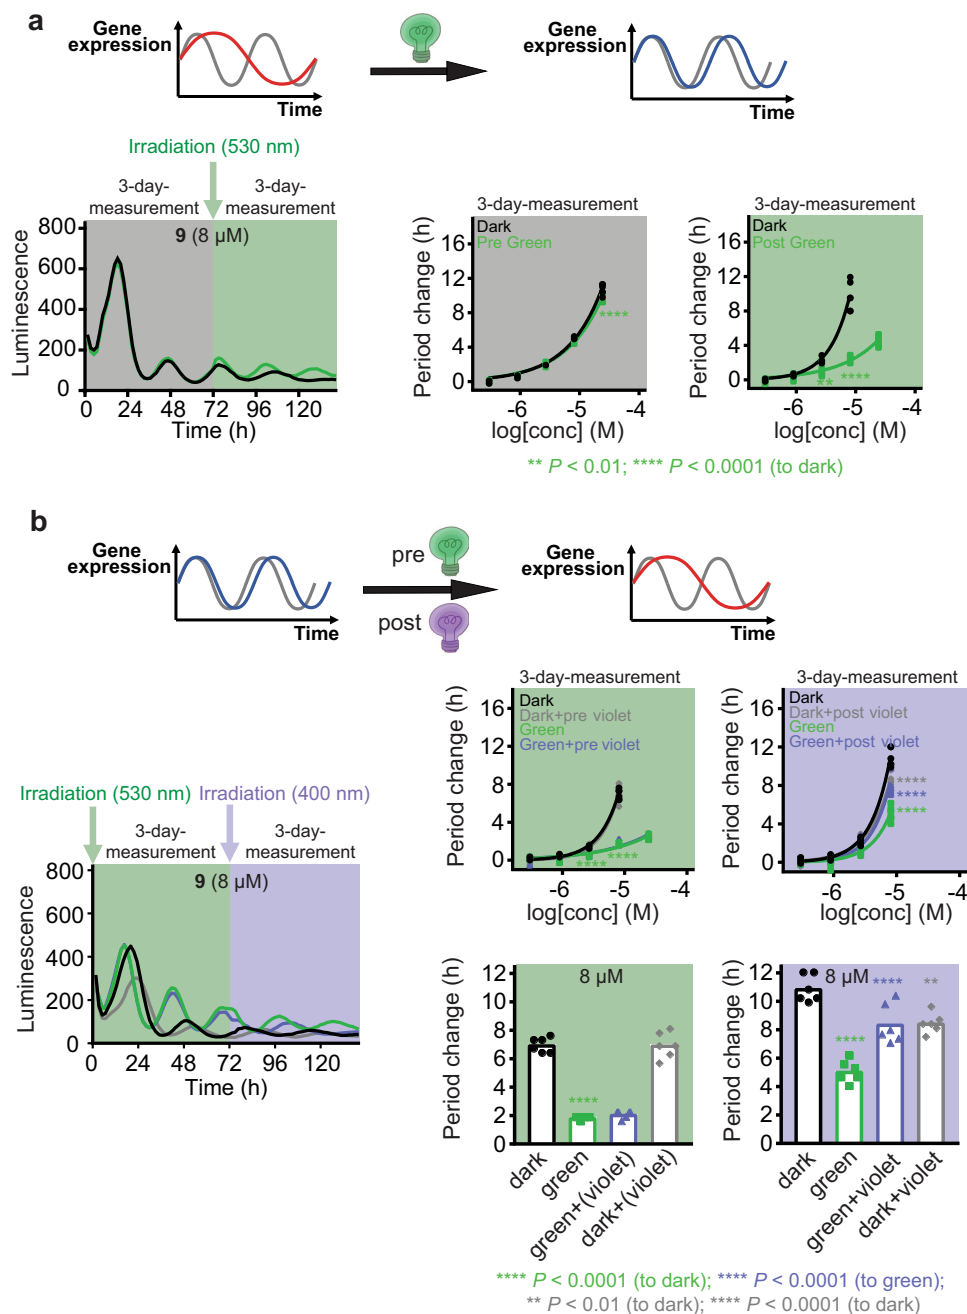 a
Gene
expression
Time
Gene
expression
Time
Irradiation (530 nm)
3-day-
measurement
3-day-
measurement
9 (8 µM)
Luminescence
800
600
400
200
0
0 24 48 72 96 120
Time (h)
3-day-measurement
Dark
Pre Green
Period change (h)
16
12
8
4
0
****
-6 -5 -4
log[conc] (M)
3-day-measurement
Dark
Post Green
Period change (h)
16
12
8
4
0
** ****
-6 -5 -4
log[conc] (M)
** P < 0.01; **** P < 0.0001 (to dark)
b
Gene
expression
Time
pre
post
Gene
expression
Time
Irradiation (530 nm)
Irradiation (400 nm)
3-day-
measurement
3-day-
measurement
9 (8 µM)
Luminescence
800
600
400
200
0
0 24 48 72 96 120
Time (h)
3-day-measurement
Dark
Dark+pre violet
Green
Green+pre violet
Period change (h)
16
12
8
4
0
**** ****
-6 -5 -4
log[conc] (M)
3-day-measurement
Dark
Dark+post violet
Green
Green+post violet
Period change (h)
16
12
8
4
0
****
****
****
-6 -5 -4
log[conc] (M)
8 µM
Period change (h)
12
10
8
6
4
2
0
****
dark
green
green+(violet)
dark+(violet)
8 µM
Period change (h)
12
10
8
6
4
2
0
****
****
**
dark
green
green+violet
dark+violet
**** P < 0.0001 (to dark); **** P < 0.0001 (to green);
** P < 0.01 (to dark); **** P < 0.0001 (to dark)